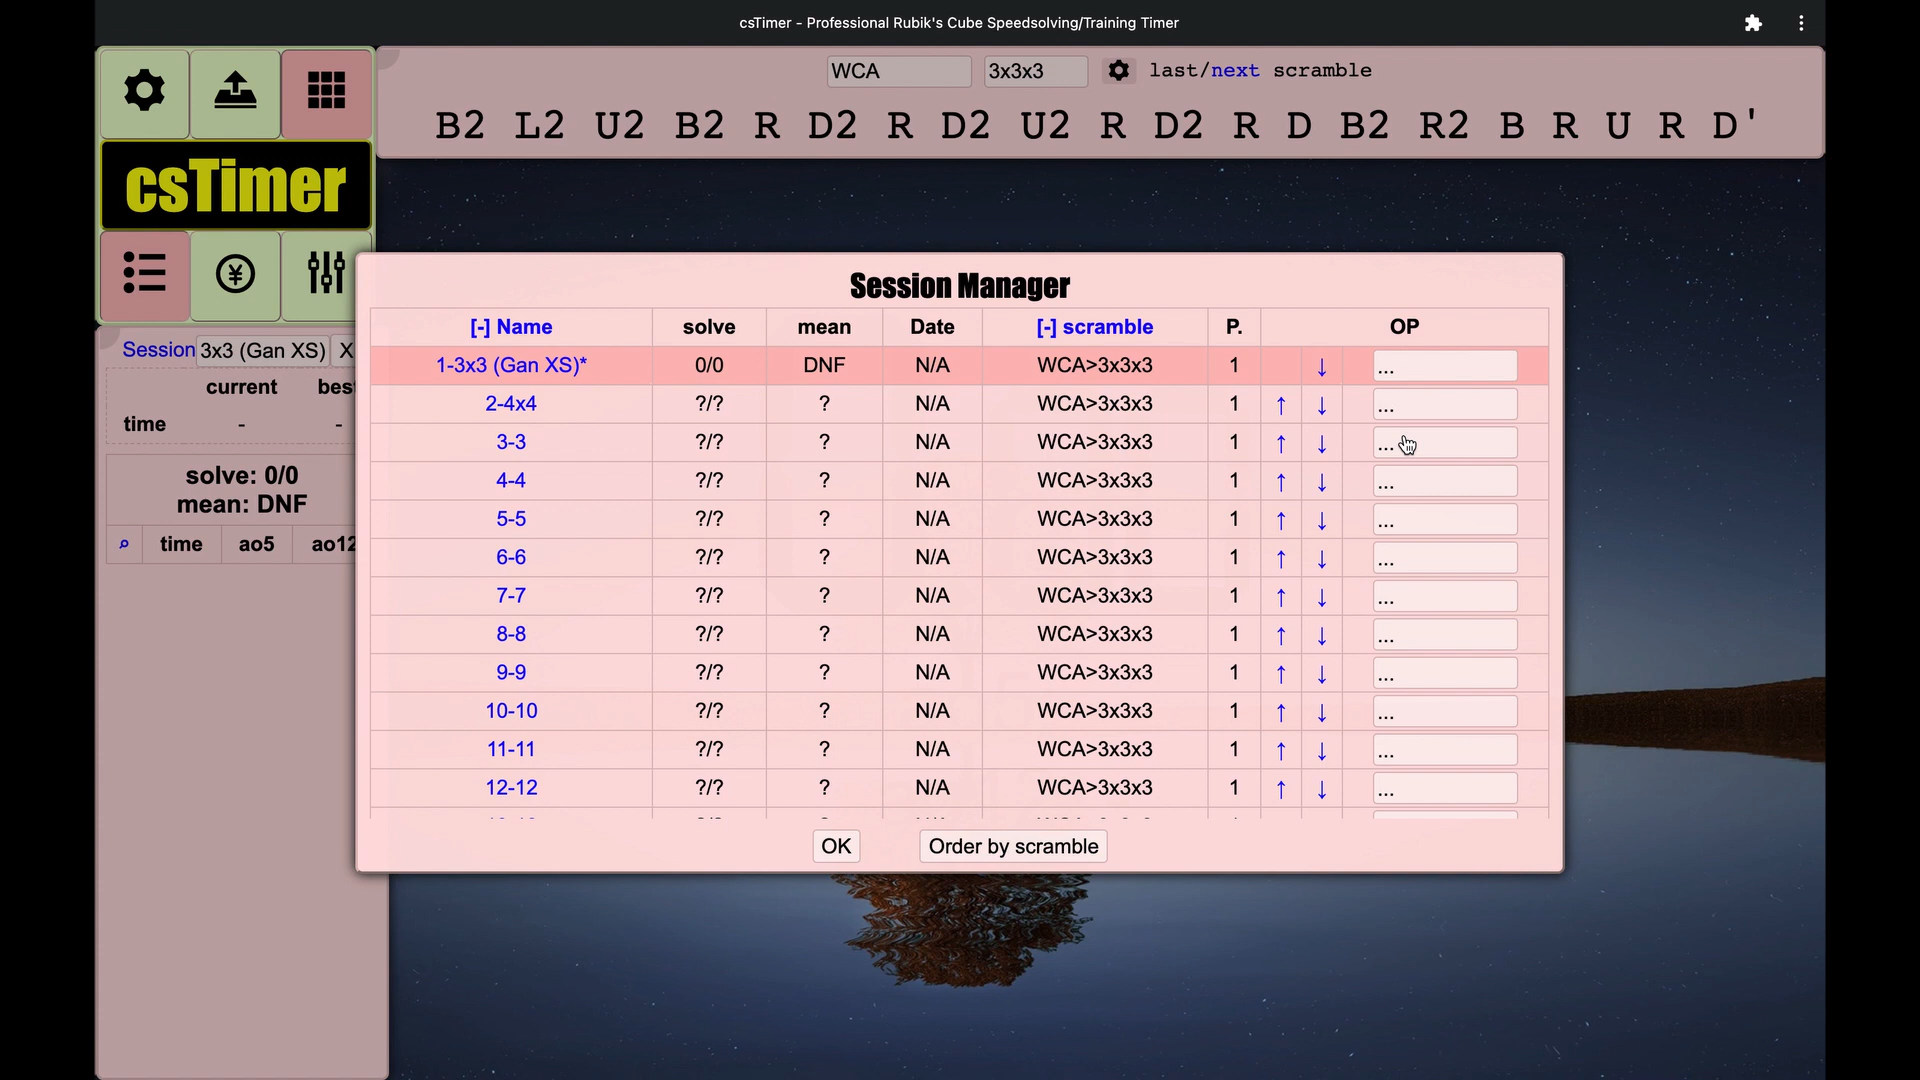 csTimer - Professional Rubik's Cube Speedsolving/Training Timer
WCA 3x3x3 last/next scramble
B2 L2 U2 B2 R D2 R D2 U2 R D2 R D B2 R2 B R U R D'
csTimer
Session 3x3 (Gan XS) X
current best
time - -
solve: 0/0
mean: DNF
time ao5 ao12
Session Manager
[-] Name solve mean Date [-] scramble P. OP
1-3x3 (Gan XS)* 0/0 DNF N/A WCA>3x3x3 1 ↓ ...
2-4x4 ?/? ? N/A WCA>3x3x3 1 ↑ ↓ ...
3-3 ?/? ? N/A WCA>3x3x3 1 ↑ ↓ ...
4-4 ?/? ? N/A WCA>3x3x3 1 ↑ ↓ ...
5-5 ?/? ? N/A WCA>3x3x3 1 ↑ ↓ ...
6-6 ?/? ? N/A WCA>3x3x3 1 ↑ ↓ ...
7-7 ?/? ? N/A WCA>3x3x3 1 ↑ ↓ ...
8-8 ?/? ? N/A WCA>3x3x3 1 ↑ ↓ ...
9-9 ?/? ? N/A WCA>3x3x3 1 ↑ ↓ ...
10-10 ?/? ? N/A WCA>3x3x3 1 ↑ ↓ ...
11-11 ?/? ? N/A WCA>3x3x3 1 ↑ ↓ ...
12-12 ?/? ? N/A WCA>3x3x3 1 ↑ ↓ ...
OK Order by scramble